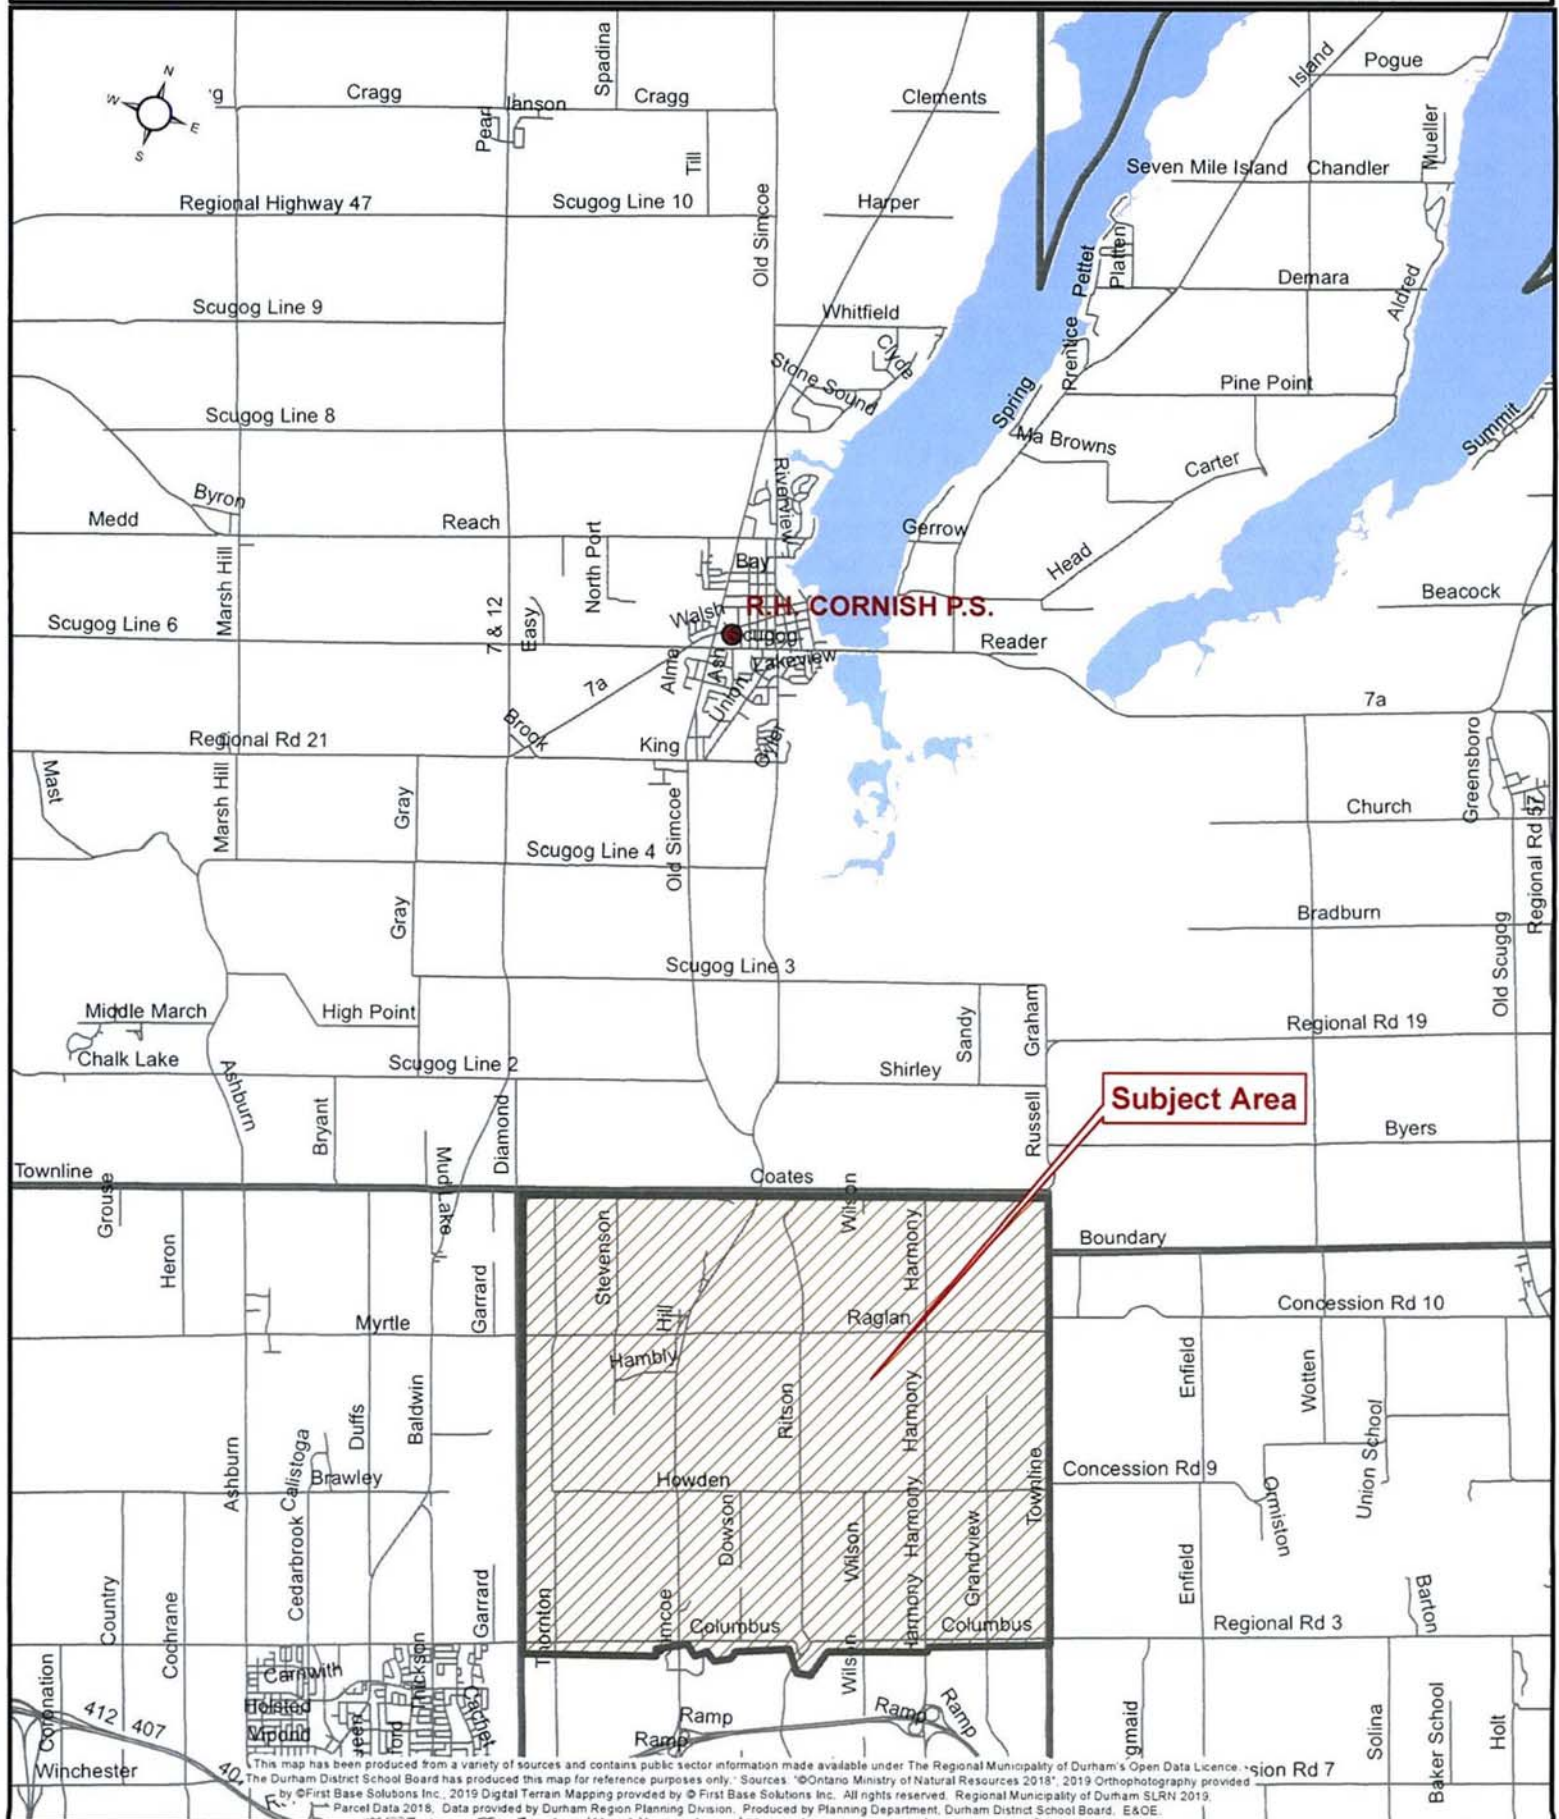 N
W
E
S
'g
Cragg
Ianson
Pear
Spadina
Cragg
Till
Clements
Island
Pogue
Mueller
Seven Mile Island
Chandler
Regional Highway 47
Scugog Line 10
Old Simcoe
Harper
Pettet
Platten
Demara
Aldred
Scugog Line 9
Whitfield
Clyde
Stone Sound
Prentice
Pine Point
Spring
Summit
Scugog Line 8
Ma Browns
Carter
Riverview
Byron
Medd
Reach
North Port
Gerrow
Head
Bay
Marsh Hill
7 & 12
Easy
Walsh
R.H. CORNISH P.S.
Beacock
Scugog Line 6
Scugog
Reader
Alma
Ash
Lakeview
7a
Union
7a
Brook
Regional Rd 21
King
Oyler
Greensboro
Mast
Marsh Hill
Gray
Old Simcoe
Church
Regional Rd 57
Scugog Line 4
Gray
Bradburn
Old Scugog
Scugog Line 3
Middle March
High Point
Sandy
Graham
Regional Rd 19
Chalk Lake
Scugog Line 2
Shirley
Ashburn
Subject Area
Bryant
Diamond
Russell
Byers
Townline
Mud Lake
Coates
Grouse
Wilson
Boundary
Heron
Stevenson
Harmony
Garrard
Hill
Raglan
Concession Rd 10
Myrtle
Hambly
Enfield
Wotten
Baldwin
Duffs
Ritson
Harmony
Union School
Ashburn
Calistoga
Brawley
Howden
Townline
Concession Rd 9
Ormiston
Cedarbrook
Dowson
Wilson
Harmony
Grandview
Country
Cochrane
Garrard
Thornton
imcoe
Columbus
Harmony
Columbus
Enfield
Regional Rd 3
Barton
Coronation
Carnwith
Thickson
Cachet
Wilson
Holsted
Vipond
een
ford
412
407
Ramp
Ramp
Ramp
Ramp
gmaid
Solina
Baker School
Holt
Winchester
40
sion Rd 7
This map has been produced from a variety of sources and contains public sector information made available under The Regional Municipality of Durham's Open Data Licence.
The Durham District School Board has produced this map for reference purposes only. Sources: "©Ontario Ministry of Natural Resources 2018", 2019 Orthophotography provided
by ©First Base Solutions Inc., 2019 Digital Terrain Mapping provided by © First Base Solutions Inc. All rights reserved. Regional Municipality of Durham SLRN 2019,
Parcel Data 2018, Data provided by Durham Region Planning Division. Produced by Planning Department, Durham District School Board. E&OE.